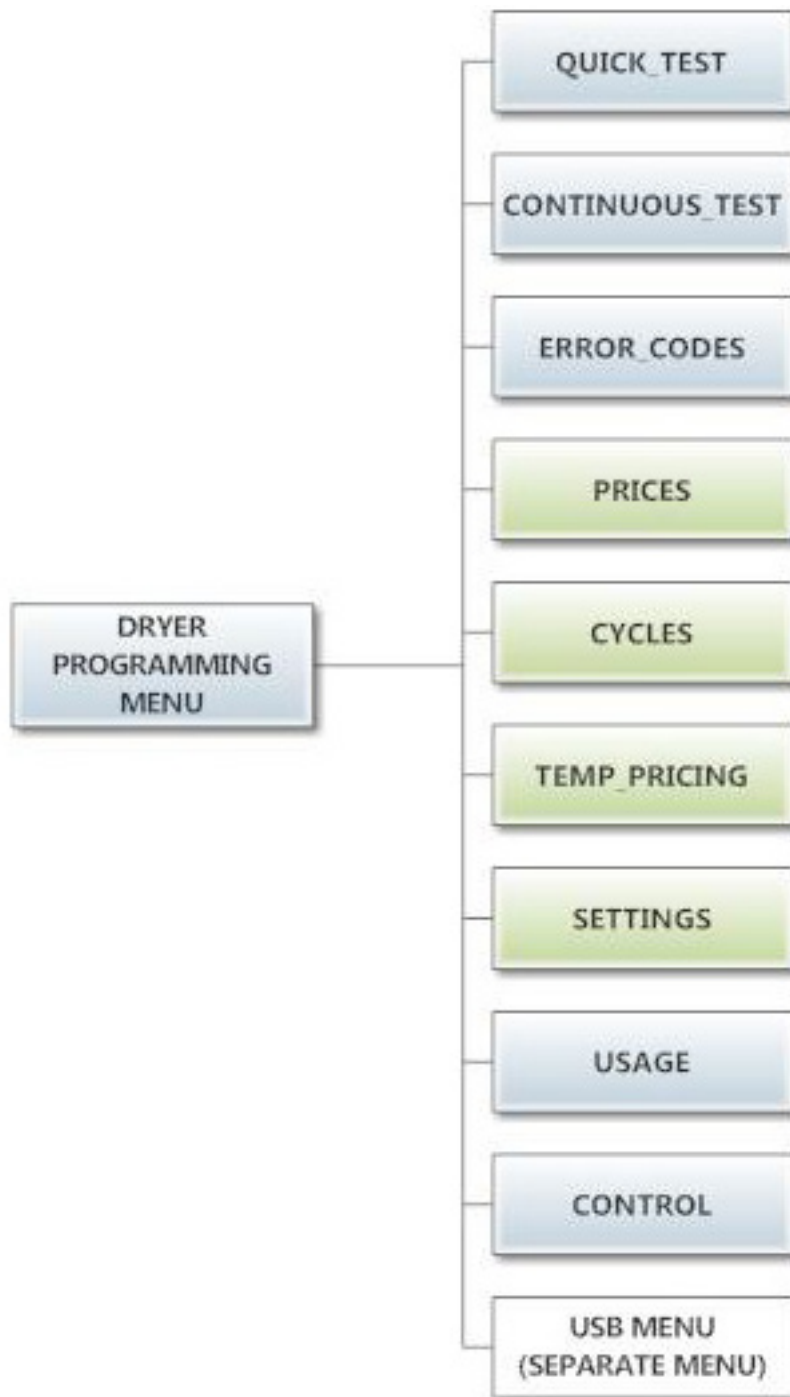 QUICK_TEST
CONTINUOUS_TEST
ERROR_CODES
PRICES
DRYER
PROGRAMMING
MENU
CYCLES
TEMP_PRICING
SETTINGS
USAGE
CONTROL
USB MENU
(SEPARATE MENU)